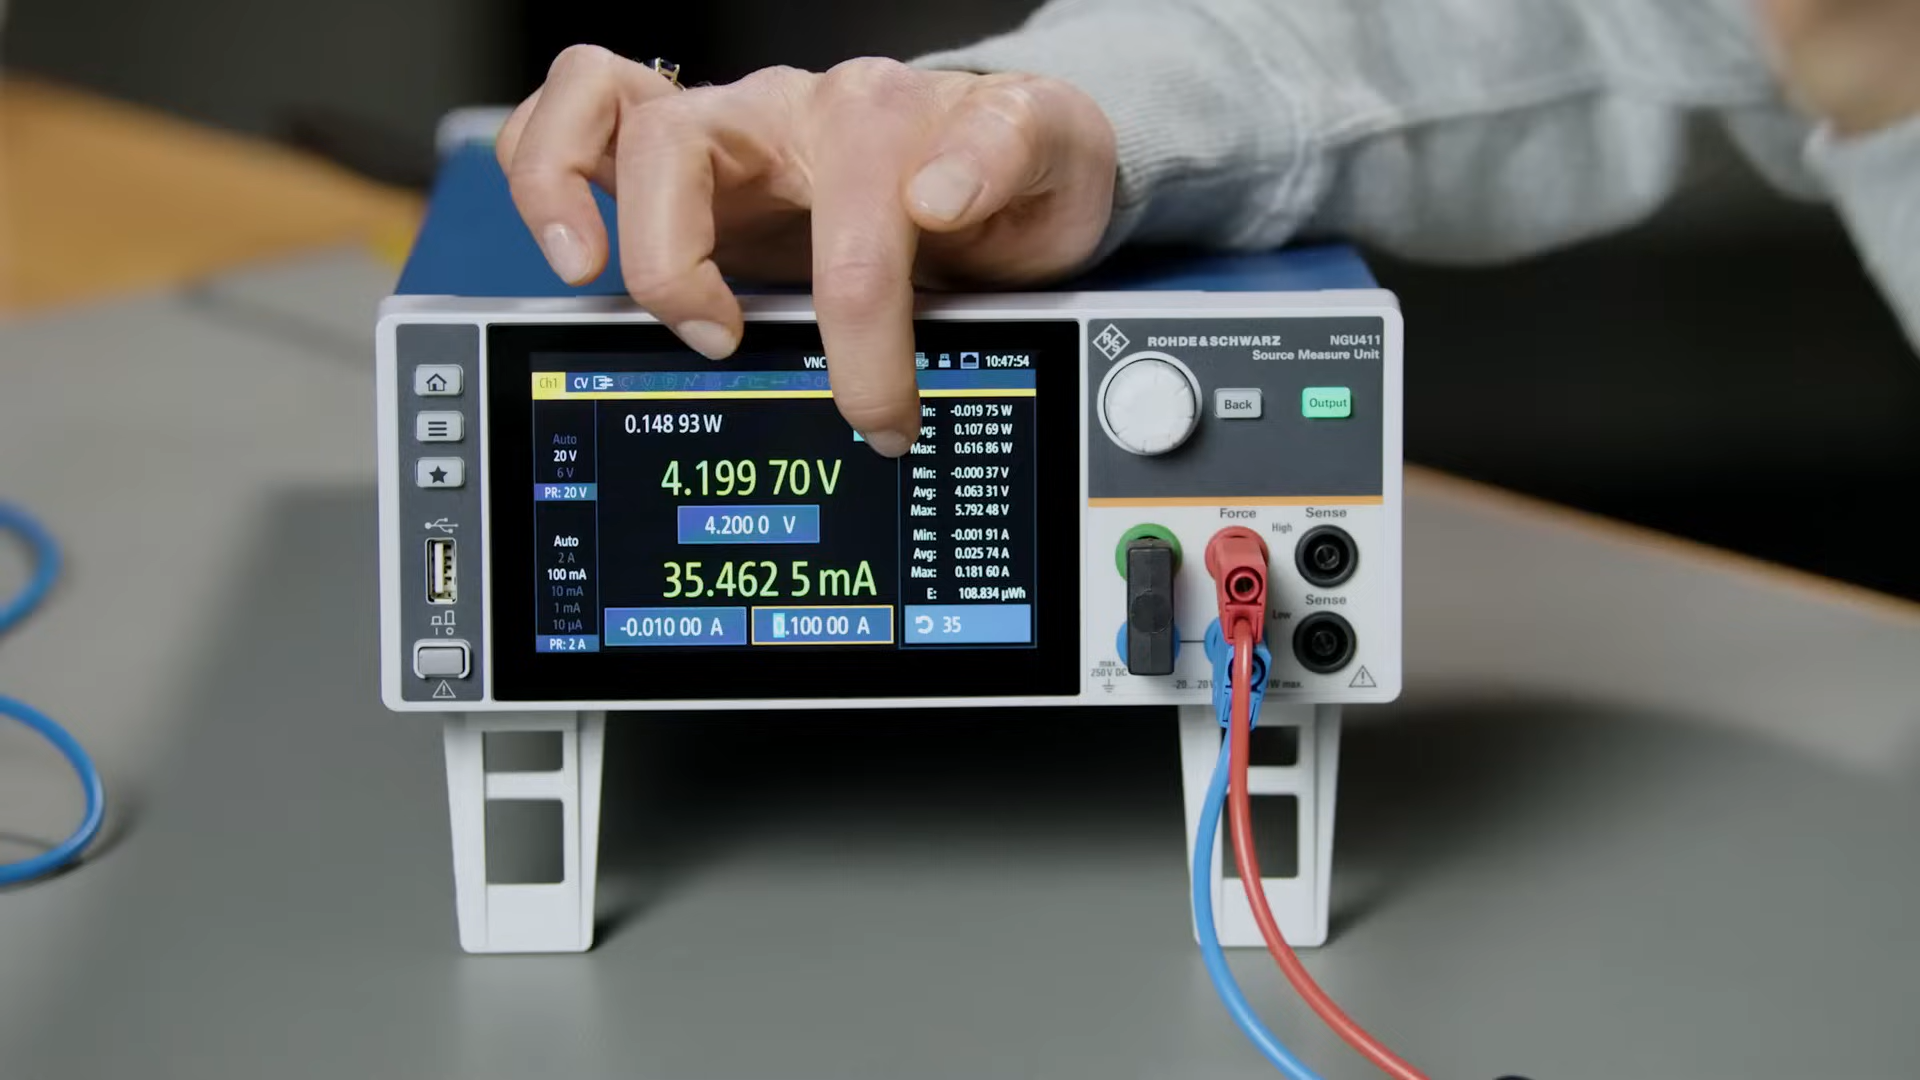 VNC
10:47:54
Ch1 CV
0.148 93 W
4.199 70 V
4.200 0 V
35.462 5 mA
-0.010 00 A
0.100 00 A
Auto
20 V
6 V
PR: 20 V
Auto
2 A
100 mA
10 mA
1 mA
10 µA
PR: 2 A
-0.019 75 W
0.107 69 W
Max: 0.616 86 W
Min: -0.000 37 V
Avg: 4.063 31 V
Max: 5.792 48 V
Min: -0.001 91 A
Avg: 0.025 74 A
Max: 0.181 60 A
E: 108.834 µWh
35
ROHDE&SCHWARZ
R&S
NGU411
Source Measure Unit
Back
Output
Force
Sense
High
Sense
Low
max.
250 V DC
W max.